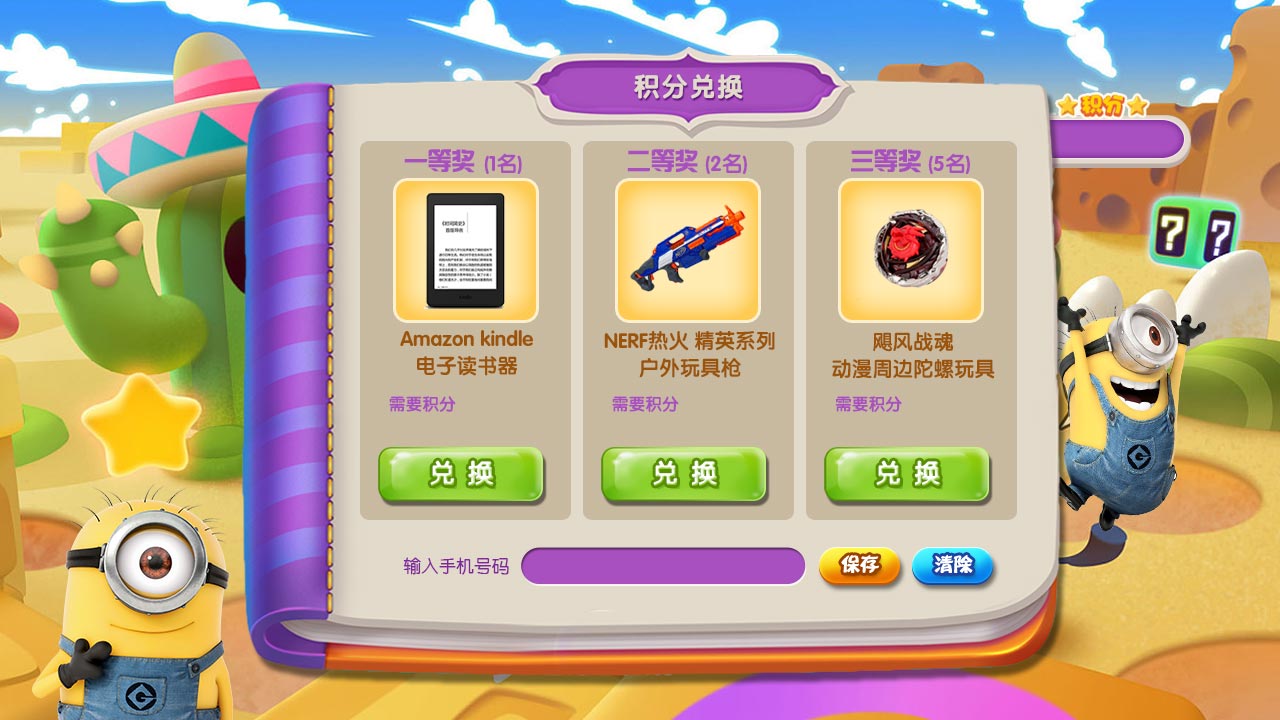 积分兑换
积分
一等奖 (1名)
二等奖 (2名)
三等奖 (5名)
? ?
《时间简史》
Amazon kindle
电子读书器
NERF热火 精英系列
户外玩具枪
飓风战魂
动漫周边陀螺玩具
需要积分
需要积分
需要积分
兑换
兑换
兑换
输入手机号码
保存
清除